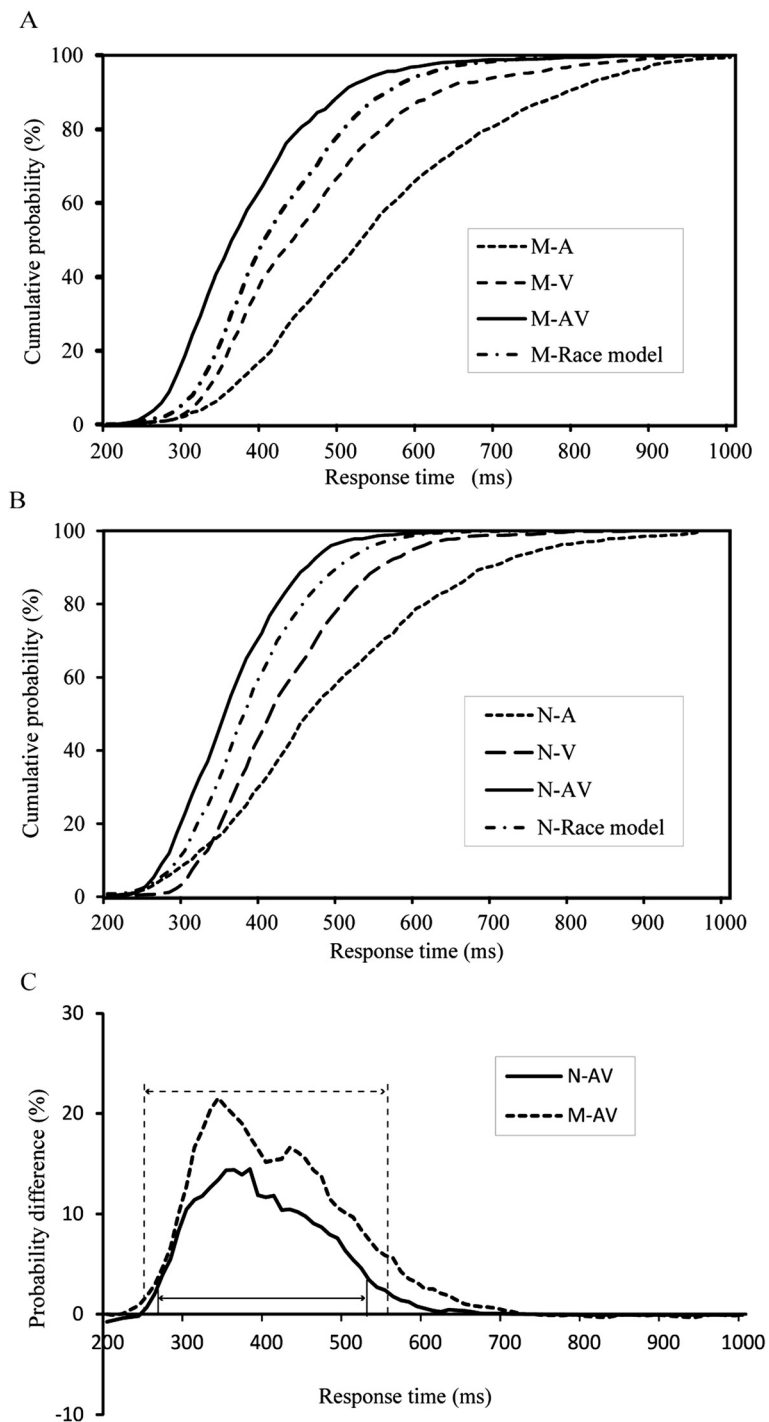 A
100
80
60
40
20
0
Cumulative probability (%)
200 300 400 500 600 700 800 900 1000
Response time (ms)
M-A
M-V
M-AV
M-Race model
B
100
80
60
40
20
0
Cumulative probability (%)
200 300 400 500 600 700 800 900 1000
Response time (ms)
N-A
N-V
N-AV
N-Race model
C
30
20
10
0
-10
Probability difference (%)
200 300 400 500 600 700 800 900 1000
Response time (ms)
N-AV
M-AV